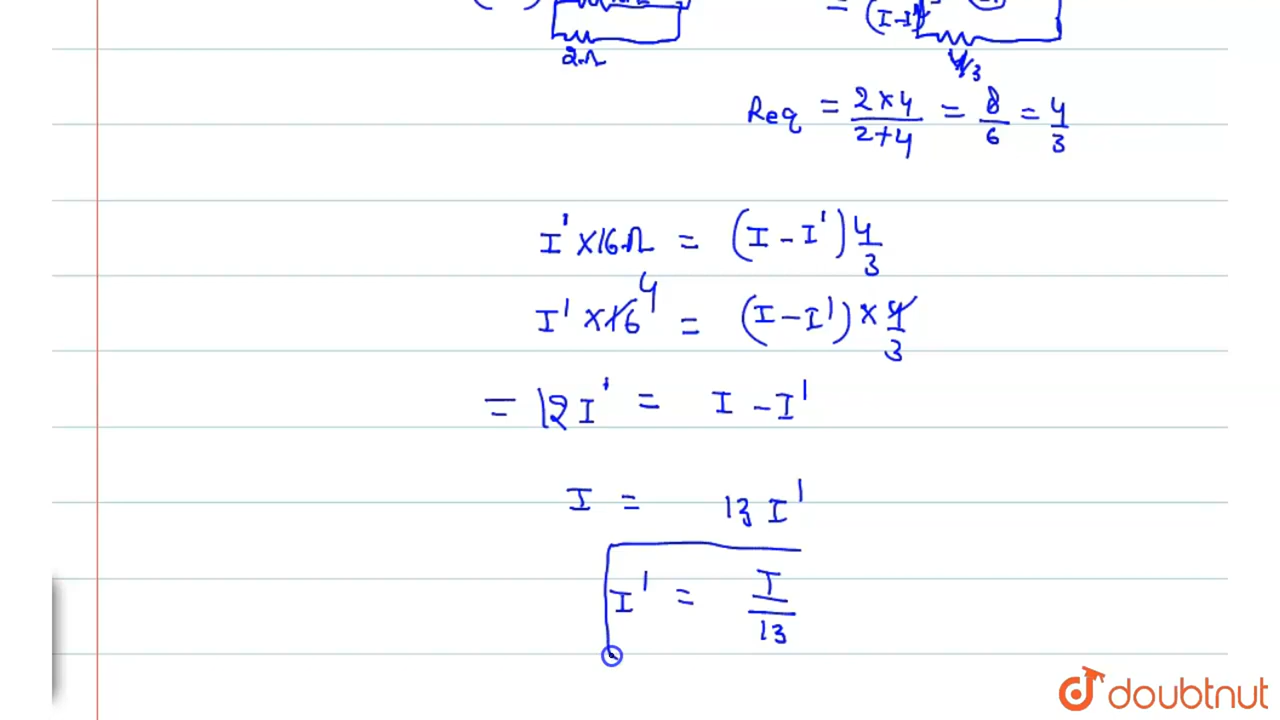 = (I-I')
2Ω
4/3
Req = 2×4/2+4 = 8/6 = 4/3
I' × 16Ω = (I - I') 4/3
I' × 16 4 = (I - I') × 4/3
= 12 I' = I - I'
I = 13 I'
I' = I/13
doubtnut